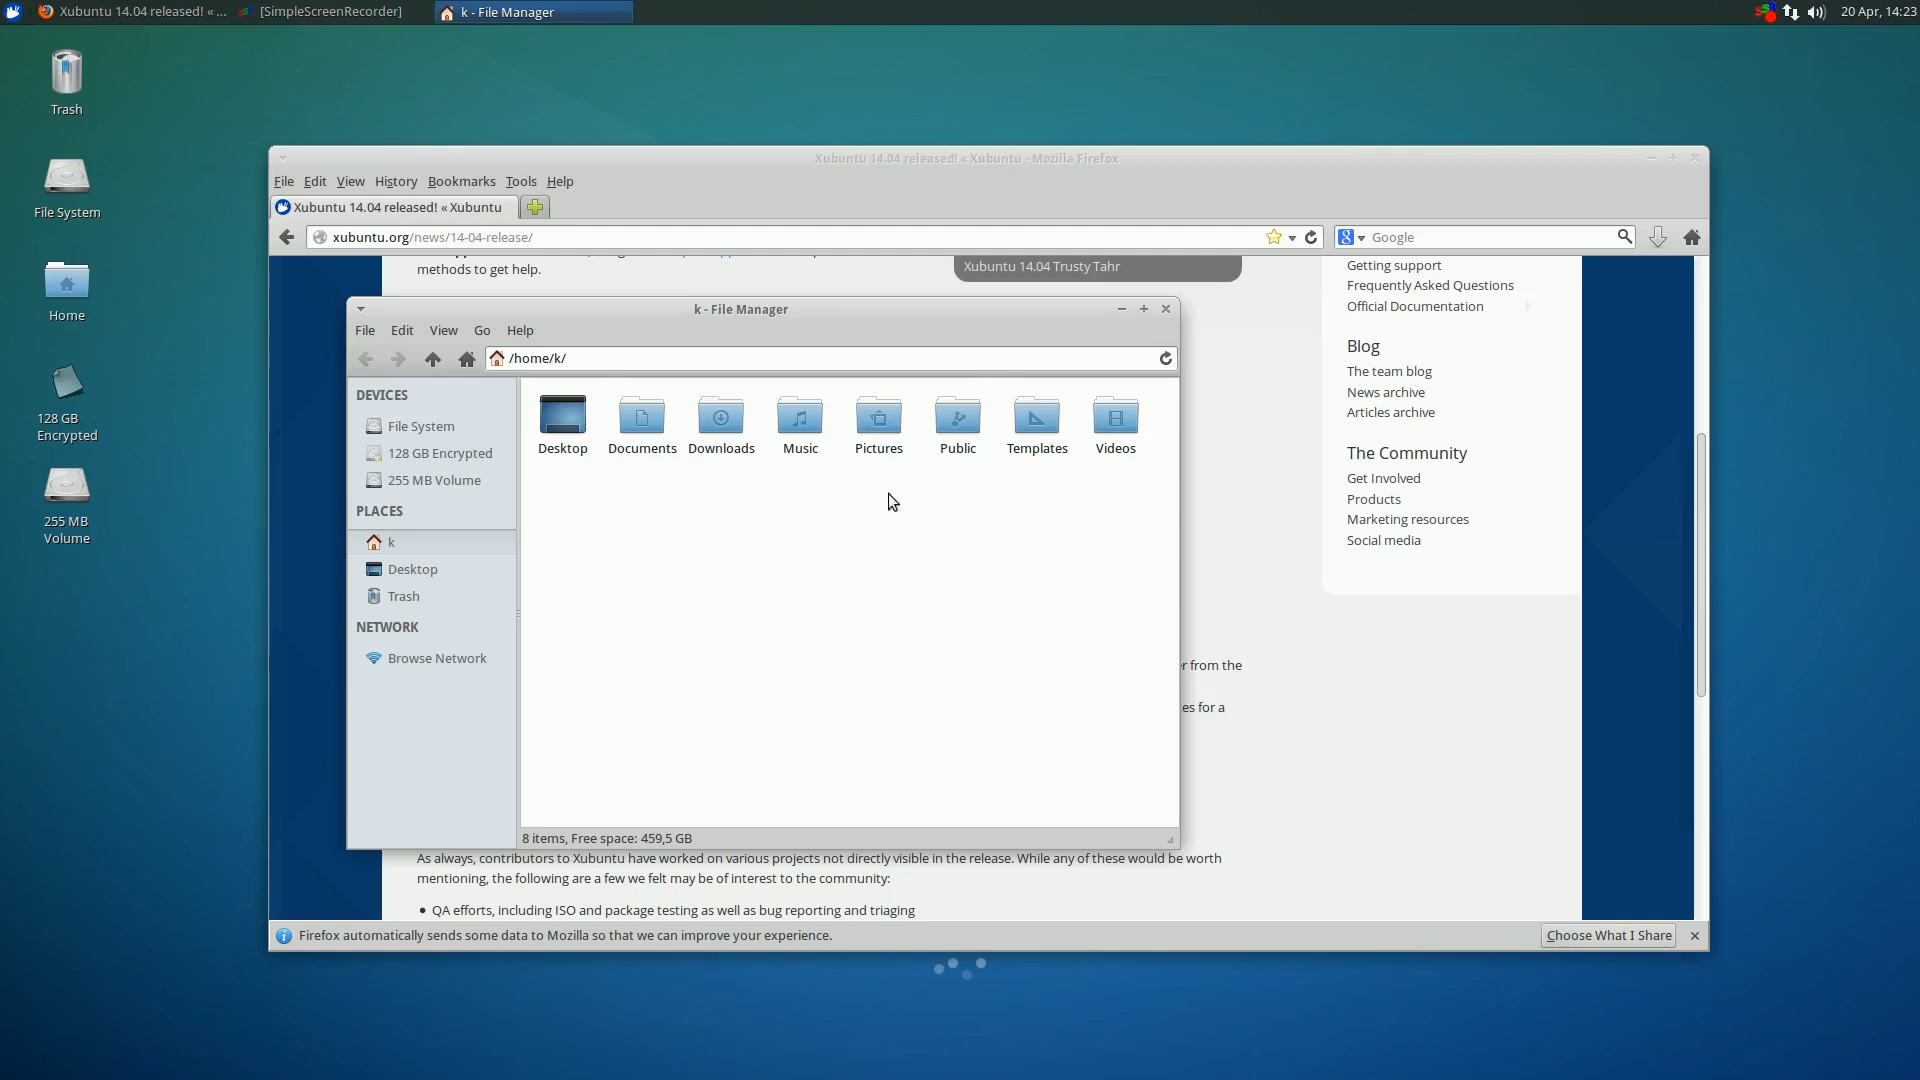 Xubuntu 14.04 released! « ...
[SimpleScreenRecorder]
k - File Manager
20 Apr, 14:23
Trash
File System
Home
128 GB
Encrypted
255 MB
Volume
Xubuntu 14.04 released! « Xubuntu - Mozilla Firefox
File Edit View History Bookmarks Tools Help
Xubuntu 14.04 released! « Xubuntu
xubuntu.org/news/14-04-release/
Google
methods to get help.
Xubuntu 14.04 Trusty Tahr
Getting support
Frequently Asked Questions
Official Documentation
Blog
The team blog
News archive
Articles archive
The Community
Get Involved
Products
Marketing resources
Social media
k - File Manager
File Edit View Go Help
/home/k/
DEVICES
File System
128 GB Encrypted
255 MB Volume
PLACES
k
Desktop
Trash
NETWORK
Browse Network
Desktop Documents Downloads Music Pictures Public Templates Videos
8 items, Free space: 459,5 GB
from the
es for a
As always, contributors to Xubuntu have worked on various projects not directly visible in the release. While any of these would be worth
mentioning, the following are a few we felt may be of interest to the community:
• QA efforts, including ISO and package testing as well as bug reporting and triaging
Firefox automatically sends some data to Mozilla so that we can improve your experience.
Choose What I Share